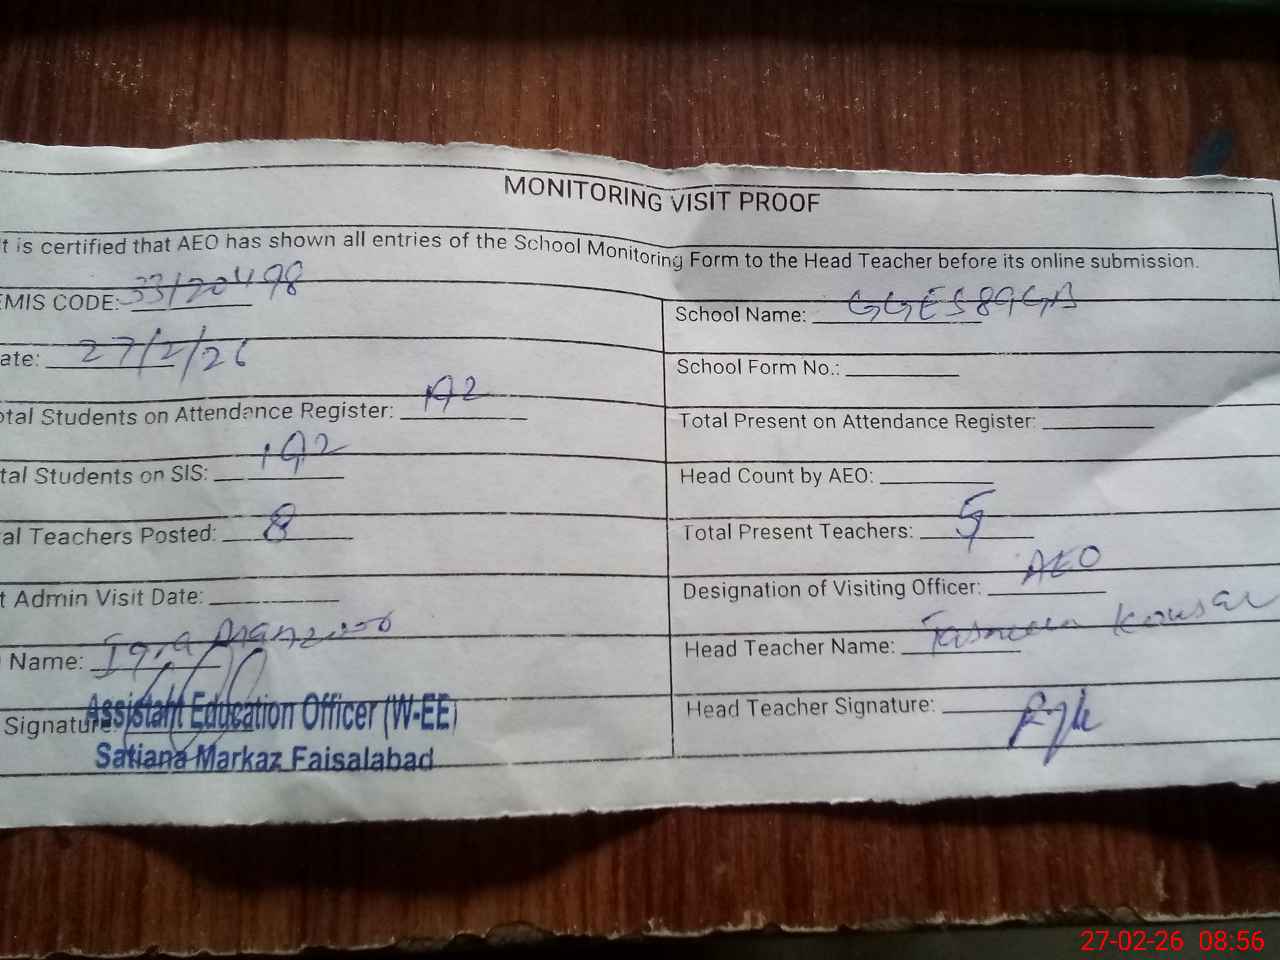 MONITORING VISIT PROOF
t is certified that AEO has shown all entries of the School Monitoring Form to the Head Teacher before its online submission.
EMIS CODE: 33120498
School Name: GGES 89GB
ate: 27/2/26
School Form No.:
otal Students on Attendance Register: 192
Total Present on Attendance Register:
tal Students on SIS: 192
Head Count by AEO:
al Teachers Posted: 8
Total Present Teachers: 5
t Admin Visit Date:
Designation of Visiting Officer: AEO
Name: Iqra
Head Teacher Name: Kousar
Signature:
Assistant Education Officer (W-EE)
Satiana Markaz Faisalabad
Head Teacher Signature:
27-02-26 08:56